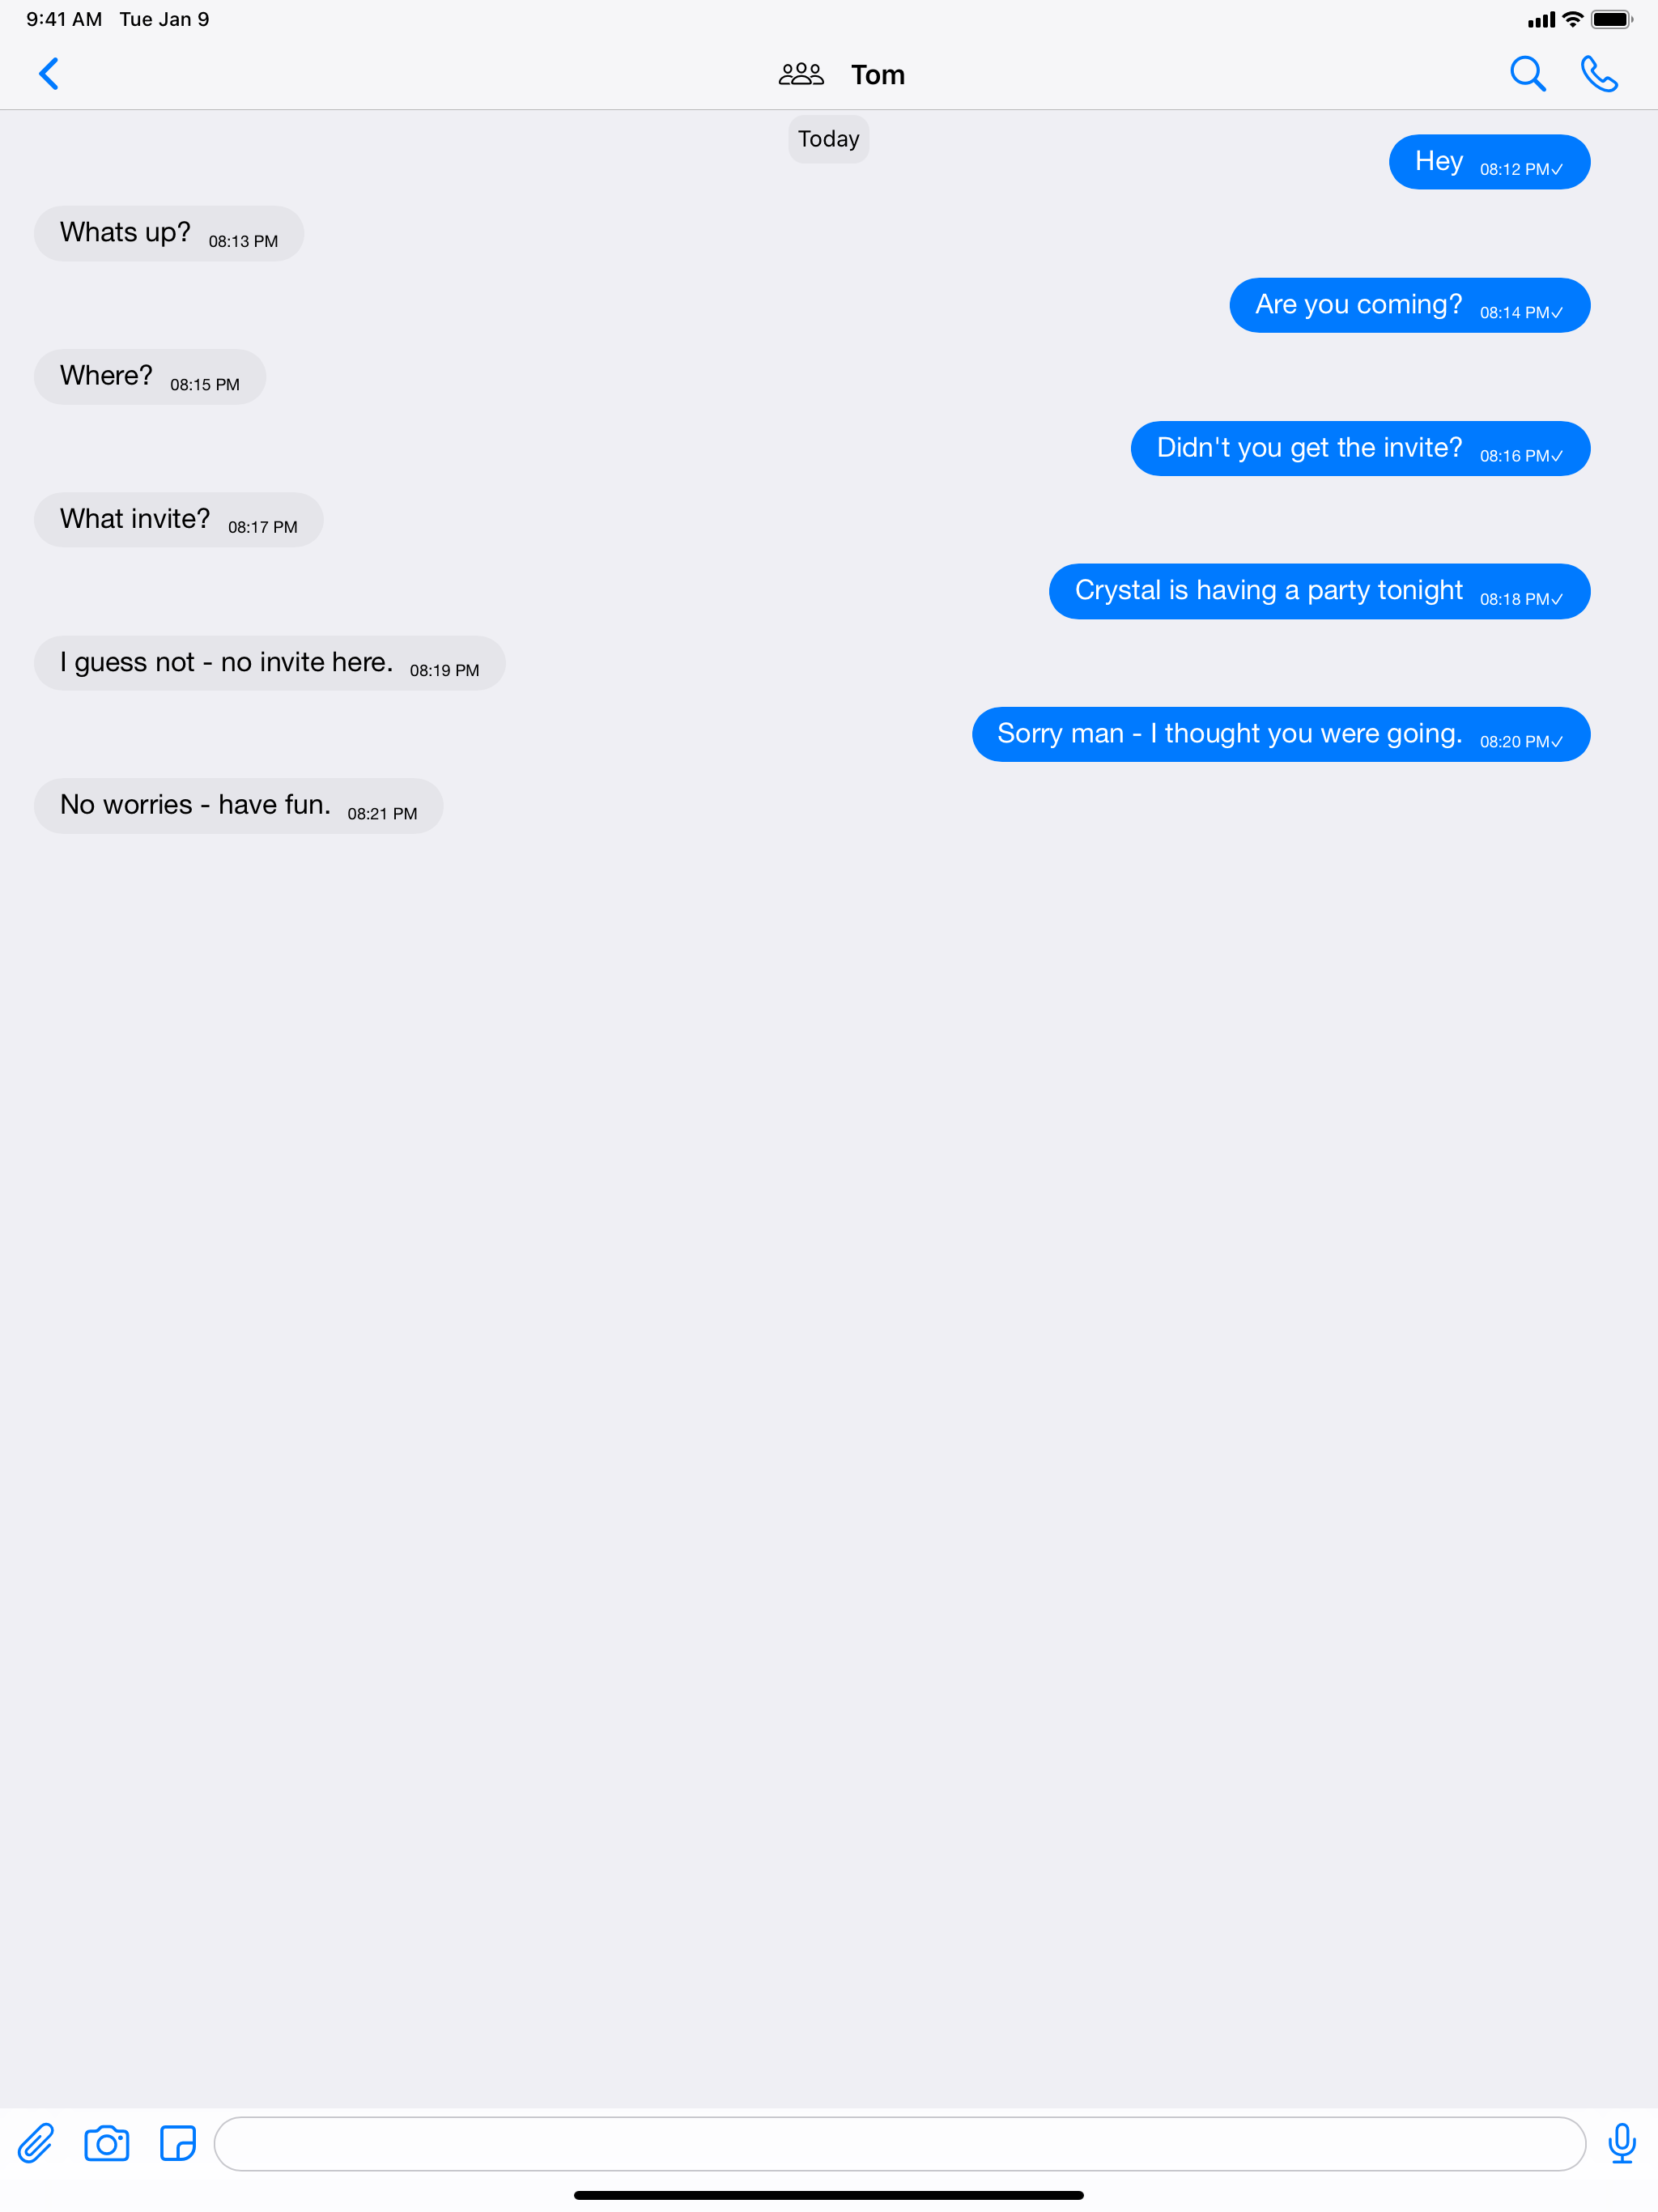 9:41 AM Tue Jan 9
Tom
Today
Hey 08:12 PM✓
Whats up? 08:13 PM
Are you coming? 08:14 PM✓
Where? 08:15 PM
Didn't you get the invite? 08:16 PM✓
What invite? 08:17 PM
Crystal is having a party tonight 08:18 PM✓
I guess not - no invite here. 08:19 PM
Sorry man - I thought you were going. 08:20 PM✓
No worries - have fun. 08:21 PM